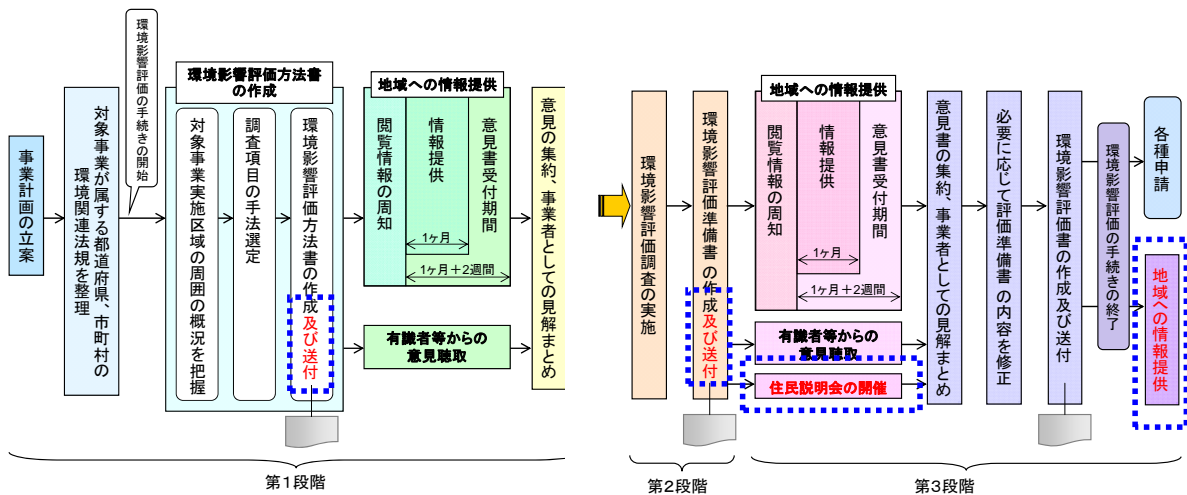 事業計画の立案
対象事業が属する都道府県、市町村の
環境関連法規を整理
環境影響評価の手続きの開始
環境影響評価方法書
の作成
対象事業実施区域の周囲の概況を把握
調査項目の手法選定
環境影響評価方法書の作成及び送付
地域への情報提供
閲覧情報の周知
情報提供
意見書受付期間
1ヶ月
1ヶ月+2週間
有識者等からの
意見聴取
意見の集約、事業者としての見解まとめ
第1段階
環境影響評価調査の実施
環境影響評価準備書 の作成及び送付
第2段階
地域への情報提供
閲覧情報の周知
情報提供
意見書受付期間
1ヶ月
1ヶ月+2週間
有識者等からの
意見聴取
住民説明会の開催
意見書の集約、事業者としての見解まとめ
必要に応じて評価準備書 の内容を修正
環境影響評価書の作成及び送付
環境影響評価の手続きの終了
各種申請
地域への情報提供
第3段階